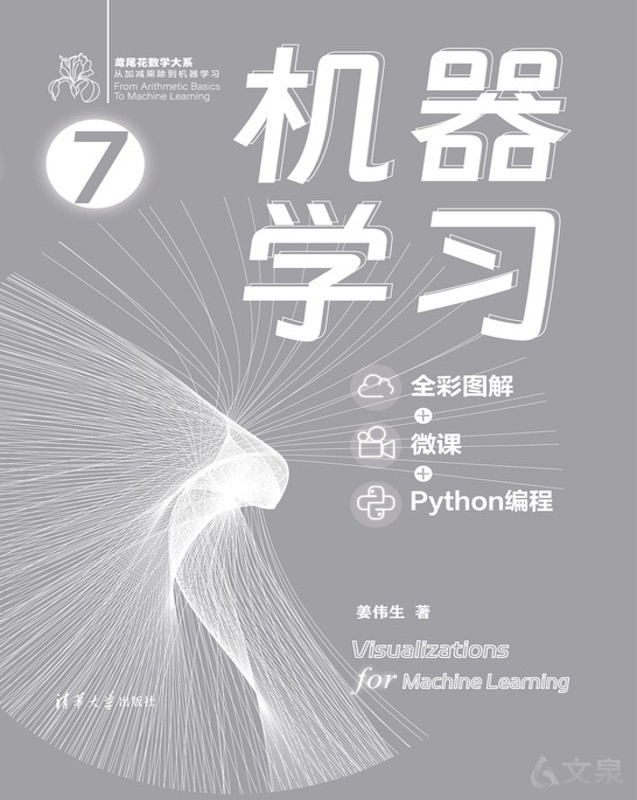 鸢尾花数学大系
从加减乘除到机器学习
From Arithmetic Basics
To Machine Learning
7
机器
学习
全彩图解
+
微课
+
Python编程
姜伟生 著
Visualizations
for Machine Learning
清华大学出版社
文泉